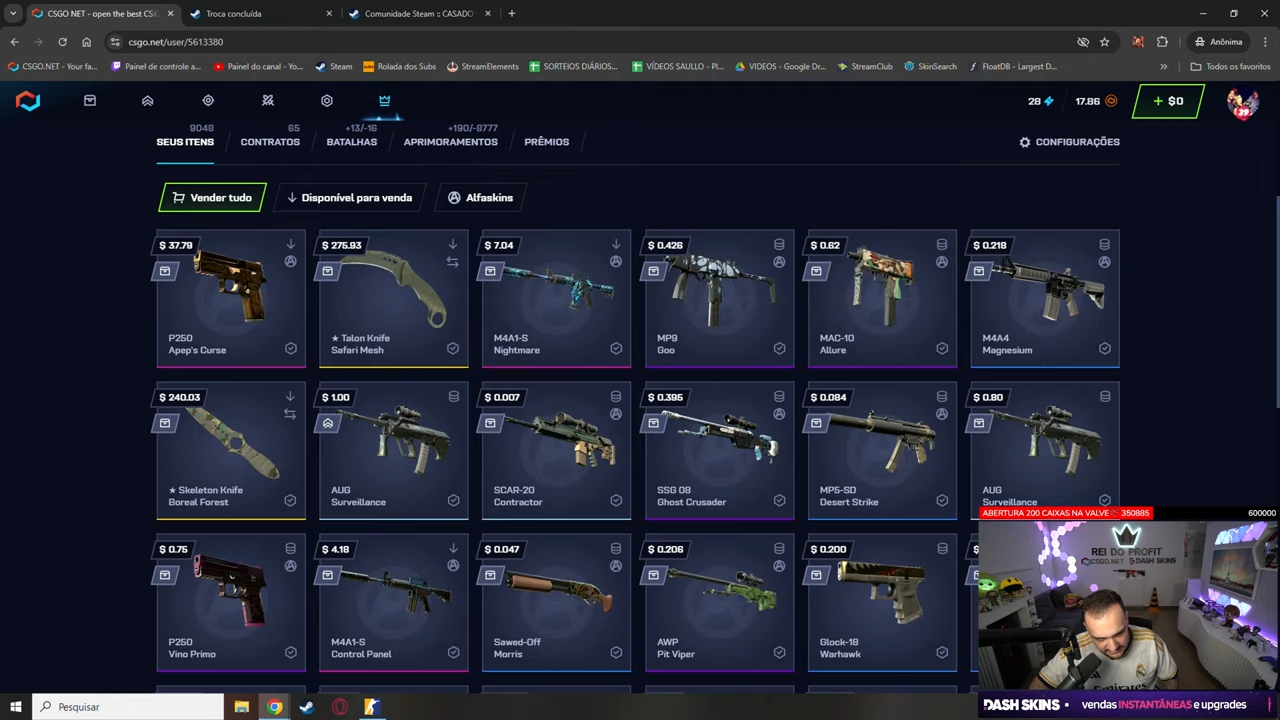 CSGO.NET - open the best CSG
Troca concluída
Comunidade Steam :: CASADO
csgo.net/user/5613380
Anônima
CSGO.NET - Your fa...
Painel de controle a...
Painel do canal - Yo...
Steam
Rolada dos Subs
StreamElements
SORTEIOS DIÁRIOS...
VÍDEOS SAULLO - PL...
VIDEOS - Google Dr...
StreamClub
SkinSearch
FloatDB - Largest D...
Todos os favoritos
28
17.86
+ $0
39
9048
65
+13/-16
+190/-8777
SEUS ITENS
CONTRATOS
BATALHAS
APRIMORAMENTOS
PRÊMIOS
CONFIGURAÇÕES
Vender tudo
Disponível para venda
Alfaskins
$ 37.79
P250
Apep's Curse
$ 275.93
★ Talon Knife
Safari Mesh
$ 7.04
M4A1-S
Nightmare
$ 0.426
MP9
Goo
$ 0.62
MAC-10
Allure
$ 0.218
M4A4
Magnesium
$ 240.03
★ Skeleton Knife
Boreal Forest
$ 1.00
AUG
Surveillance
$ 0.007
SCAR-20
Contractor
$ 0.395
SSG 08
Ghost Crusader
$ 0.084
MP5-SD
Desert Strike
$ 0.80
AUG
Surveillance
ABERTURA 200 CAIXAS NA VALVE
350885
600000
$ 0.75
P250
Vino Primo
$ 4.18
M4A1-S
Control Panel
$ 0.047
Sawed-Off
Morris
$ 0.206
AWP
Pit Viper
$ 0.200
Glock-18
Warhawk
REI DO PROFIT
CSGO.NET
DASH SKINS
Emirates
DASH SKINS • vendas INSTANTÂNEAS e upgrades
Pesquisar